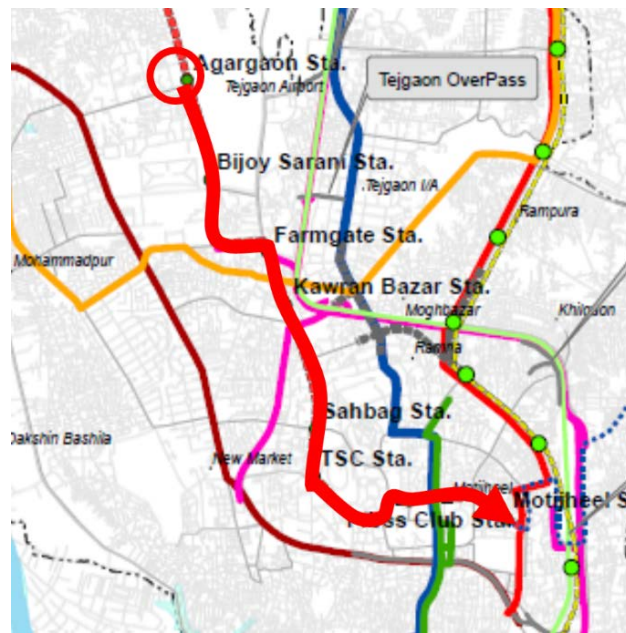 Agargaon Sta.
Tejgaon Airport
Tejgaon OverPass
Bijoy Sarani Sta.
Tejgaon I/A
Rampura
Farmgate Sta.
Mohammadpur
Kawran Bazar Sta.
Moghbazar
Khilgaon
Ramna
Sahbag Sta.
Dakshin Bashila
New Market
TSC Sta.
Motijheel
Motijheel S
Club Sta.